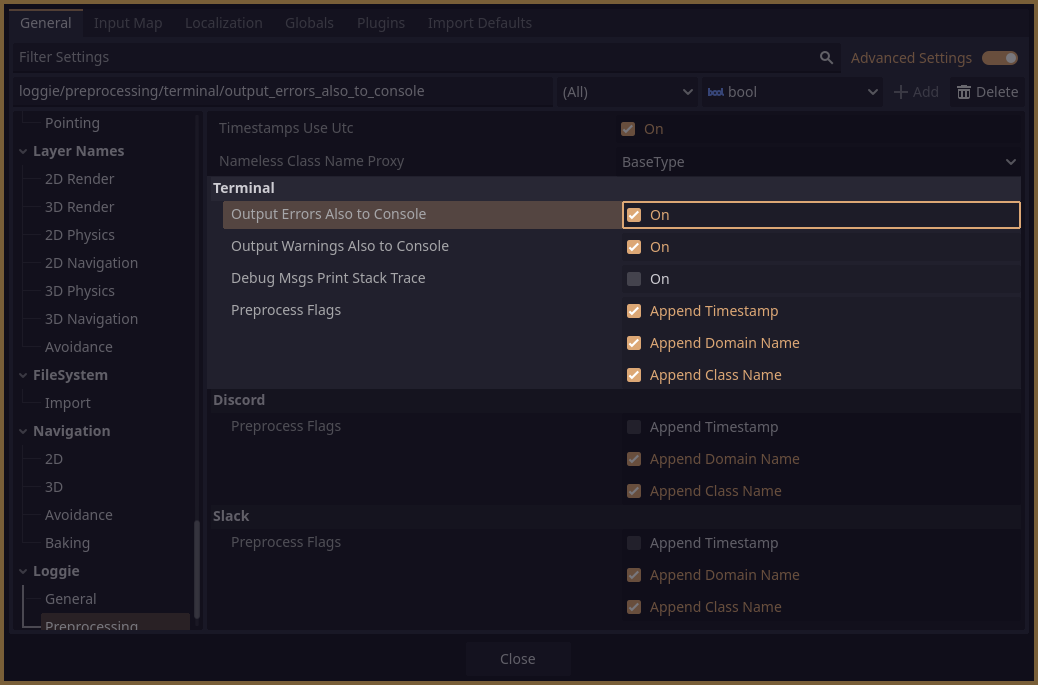 General Input Map Localization Globals Plugins Import Defaults
Filter Settings Advanced Settings
loggie/preprocessing/terminal/output_errors_also_to_console (All) bool bool Add Delete
Pointing
Layer Names
2D Render
3D Render
2D Physics
2D Navigation
3D Physics
3D Navigation
Avoidance
FileSystem
Import
Navigation
2D
3D
Avoidance
Baking
Loggie
General
Preprocessing
Timestamps Use Utc On
Nameless Class Name Proxy BaseType
Terminal
Output Errors Also to Console On
Output Warnings Also to Console On
Debug Msgs Print Stack Trace On
Preprocess Flags Append Timestamp
Append Domain Name
Append Class Name
Discord
Preprocess Flags Append Timestamp
Append Domain Name
Append Class Name
Slack
Preprocess Flags Append Timestamp
Append Domain Name
Append Class Name
Close